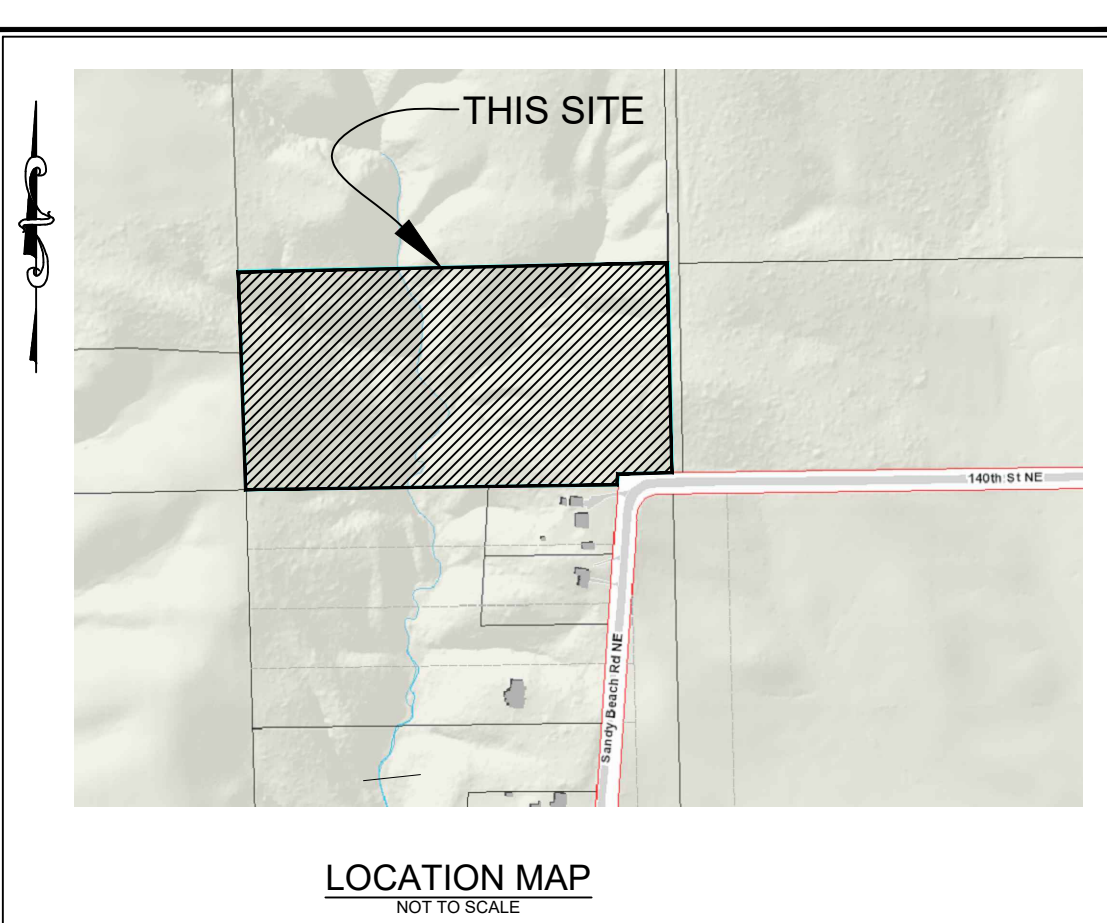 THIS SITE
140th St NE
Sandy Beach Rd NE
LOCATION MAP
NOT TO SCALE